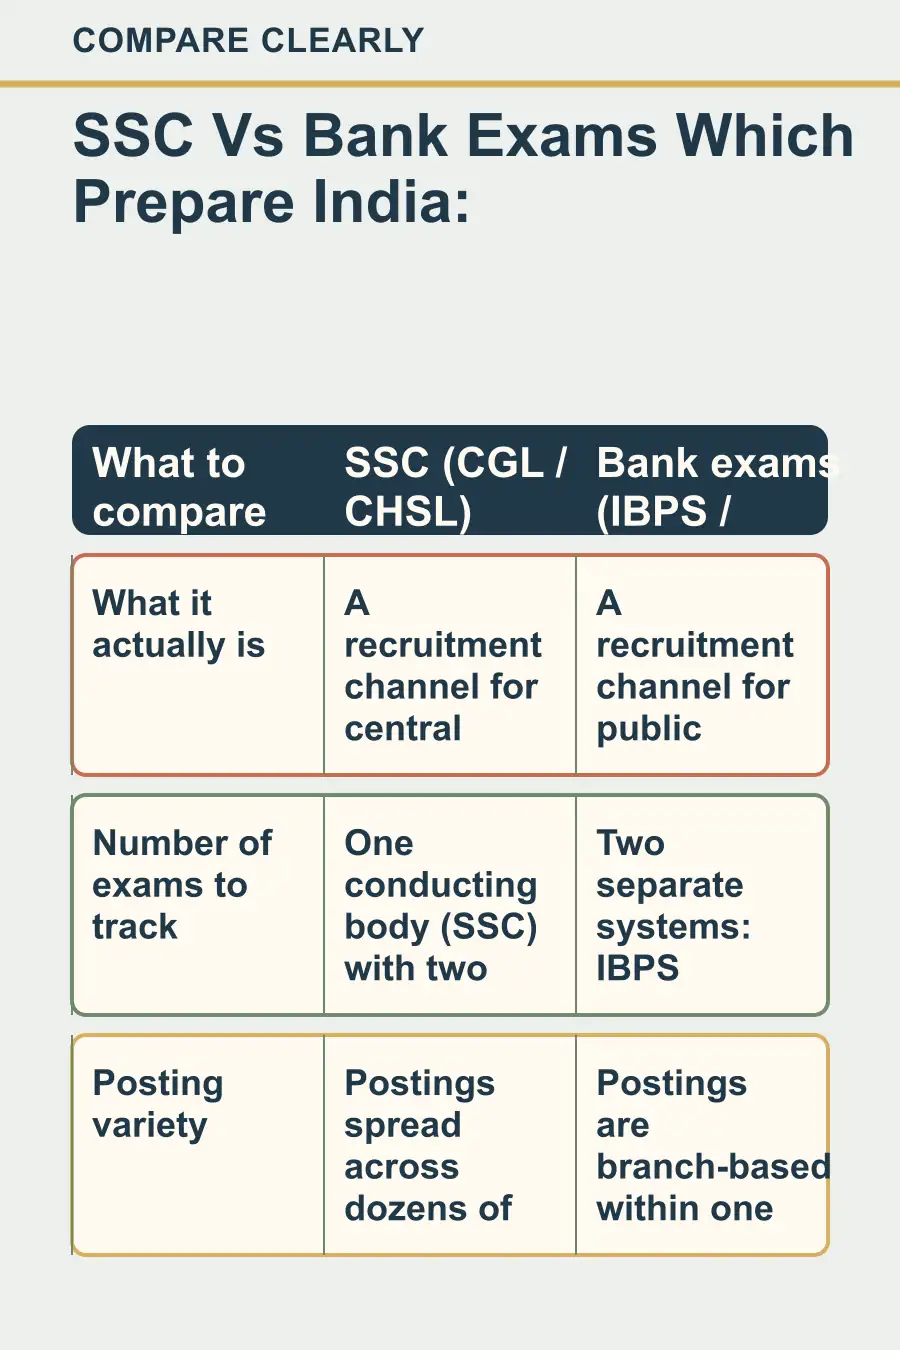 COMPARE CLEARLY
SSC Vs Bank Exams Which
Prepare India:
What to
compare
SSC (CGL /
CHSL)
Bank exams
(IBPS /
What it
actually is
A
recruitment
channel for
central
A
recruitment
channel for
public
Number of
exams to
track
One
conducting
body (SSC)
with two
Two
separate
systems:
IBPS
Posting
variety
Postings
spread
across
dozens of
Postings
are
branch-based
within one